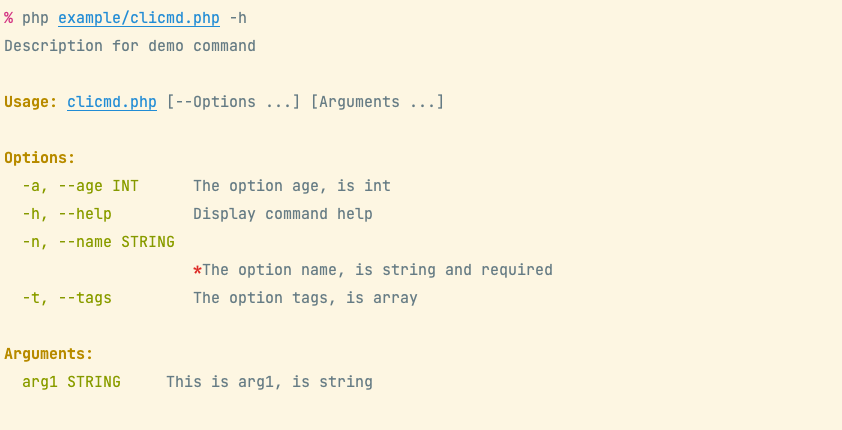 % php example/clicmd.php -h
Description for demo command
Usage: clicmd.php [--Options ...] [Arguments ...]
Options:
-a, --age INT      The option age, is int
-h, --help         Display command help
-n, --name STRING
*The option name, is string and required
-t, --tags         The option tags, is array
Arguments:
arg1 STRING     This is arg1, is string